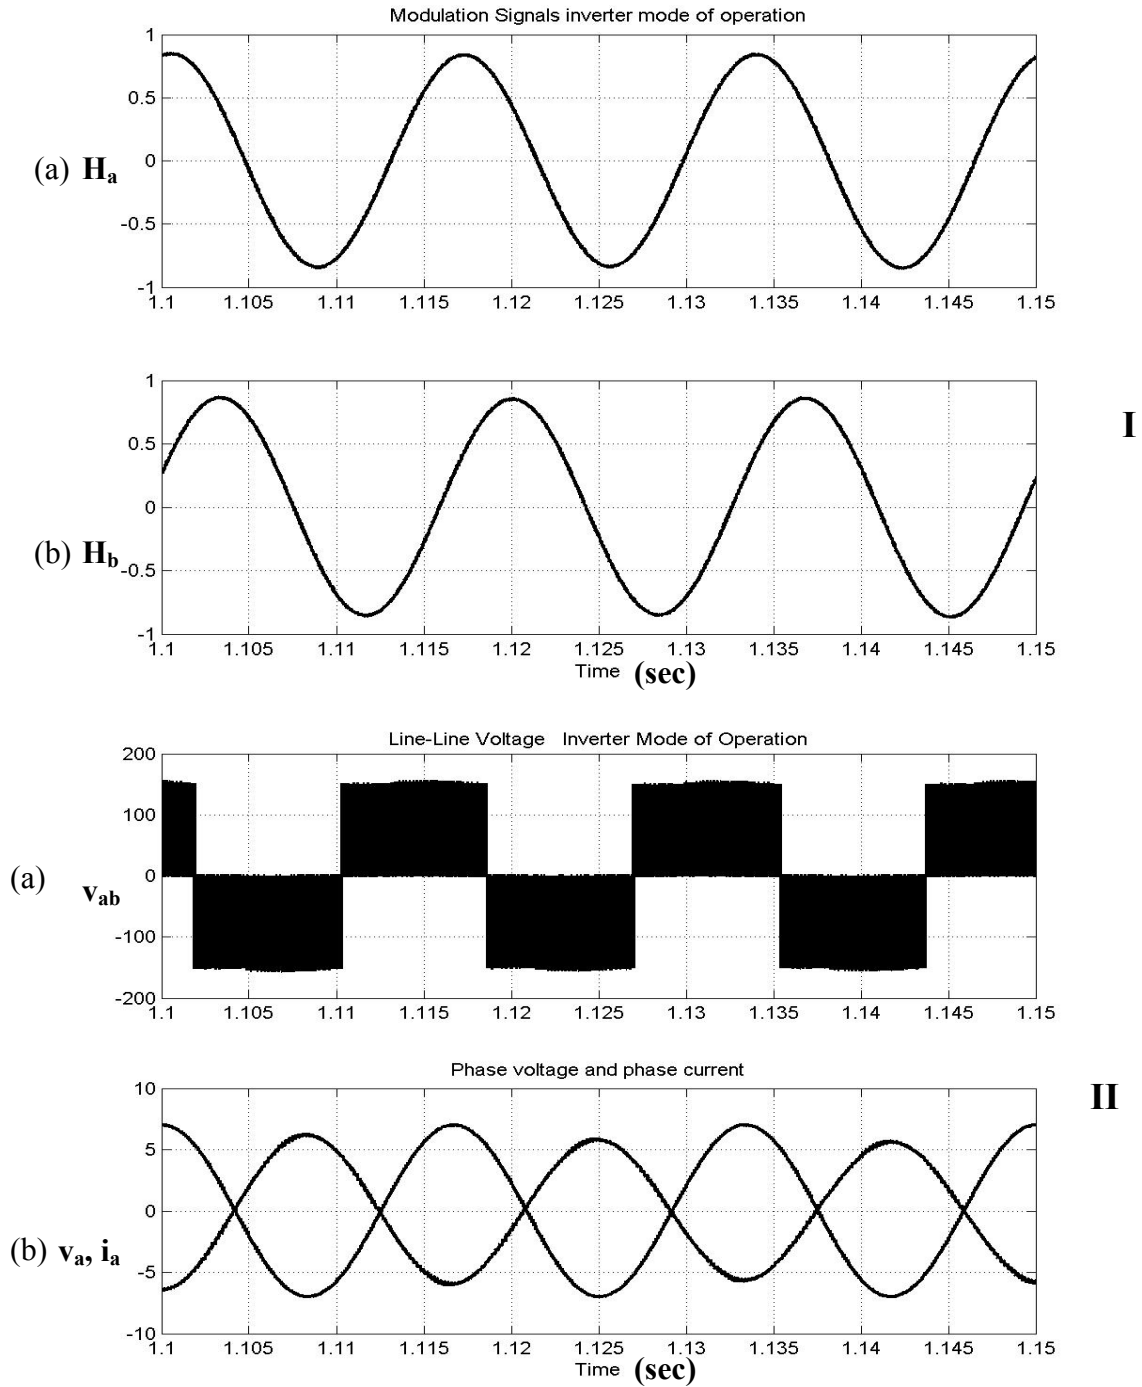 Modulation Signals inverter mode of operation
1
0.5
(a) Ha
0
-0.5
-1
1.1 1.105 1.11 1.115 1.12 1.125 1.13 1.135 1.14 1.145 1.15
1
I
0.5
0
(b) Hb
-0.5
-1
1.1 1.105 1.11 1.115 1.12 1.125 1.13 1.135 1.14 1.145 1.15
Time (sec)
Line-Line Voltage Inverter Mode of Operation
200
100
(a) vab
0
-100
-200
1.1 1.105 1.11 1.115 1.12 1.125 1.13 1.135 1.14 1.145 1.15
Phase voltage and phase current
10
II
5
0
(b) va, ia
-5
-10
1.1 1.105 1.11 1.115 1.12 1.125 1.13 1.135 1.14 1.145 1.15
Time (sec)